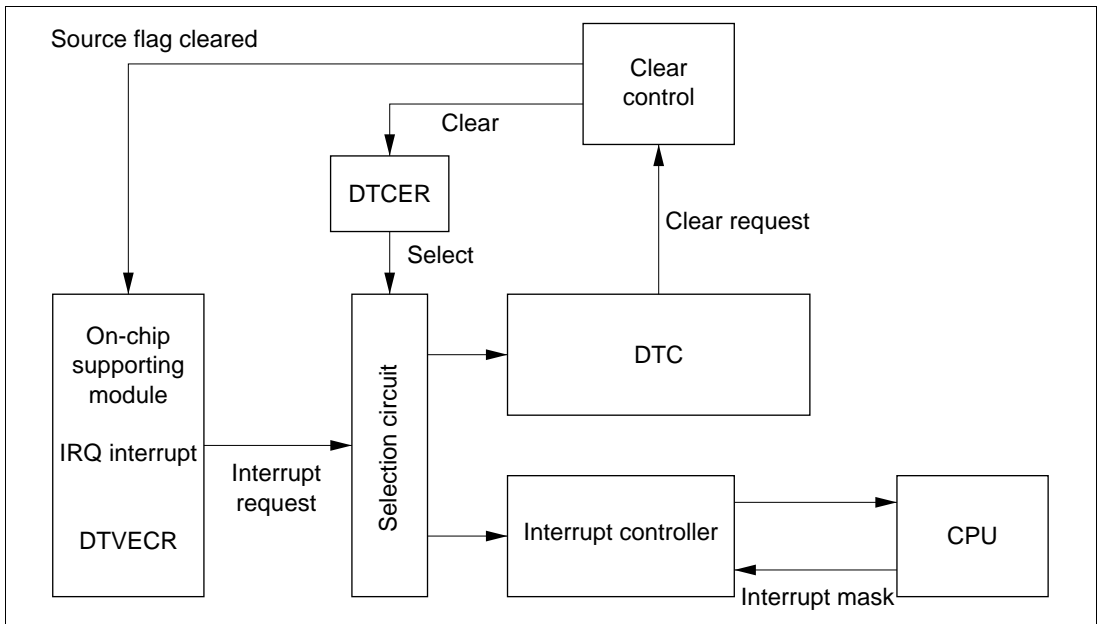 Source flag cleared
Clear
control
Clear
DTCER
Clear request
Select
On-chip
supporting
module
IRQ interrupt
DTVECR
Interrupt
request
Selection circuit
DTC
Interrupt controller
CPU
Interrupt mask